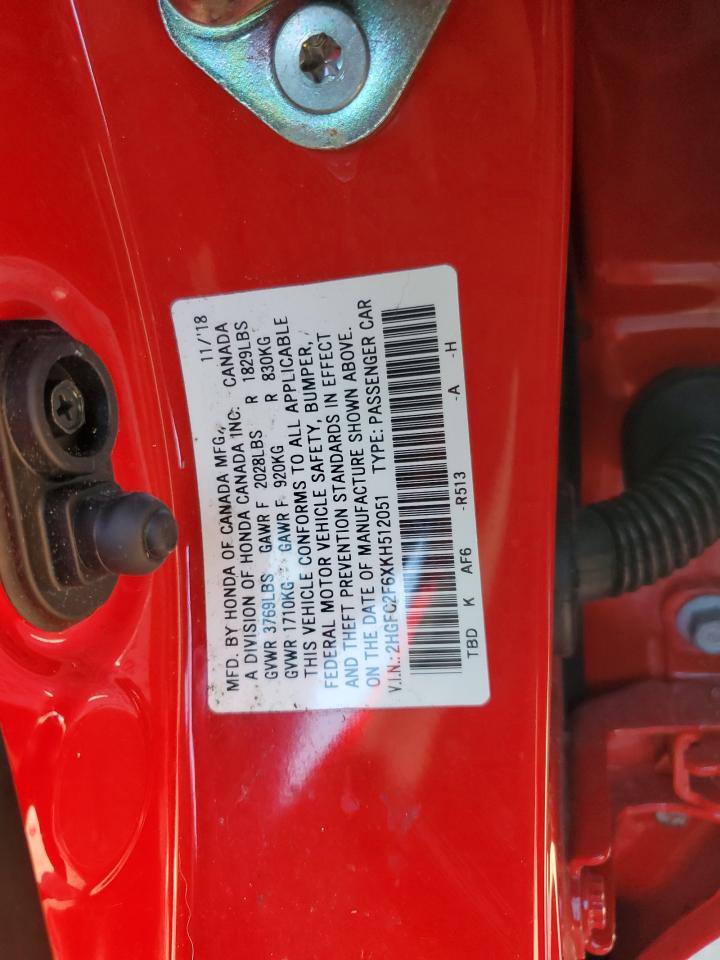 MFD. BY HONDA OF CANADA MFG., 11/'18
A DIVISION OF HONDA CANADA INC. CANADA
GVWR 3769LBS GAWR F 2028LBS R 1829LBS
GVWR 1710KG GAWR F 920KG R 830KG
THIS VEHICLE CONFORMS TO ALL APPLICABLE
FEDERAL MOTOR VEHICLE SAFETY, BUMPER,
AND THEFT PREVENTION STANDARDS IN EFFECT
ON THE DATE OF MANUFACTURE SHOWN ABOVE.
V.I.N.: 2HGFC2F6XKH512051 TYPE: PASSENGER CAR
TBD K AF6 -R513 -A -H